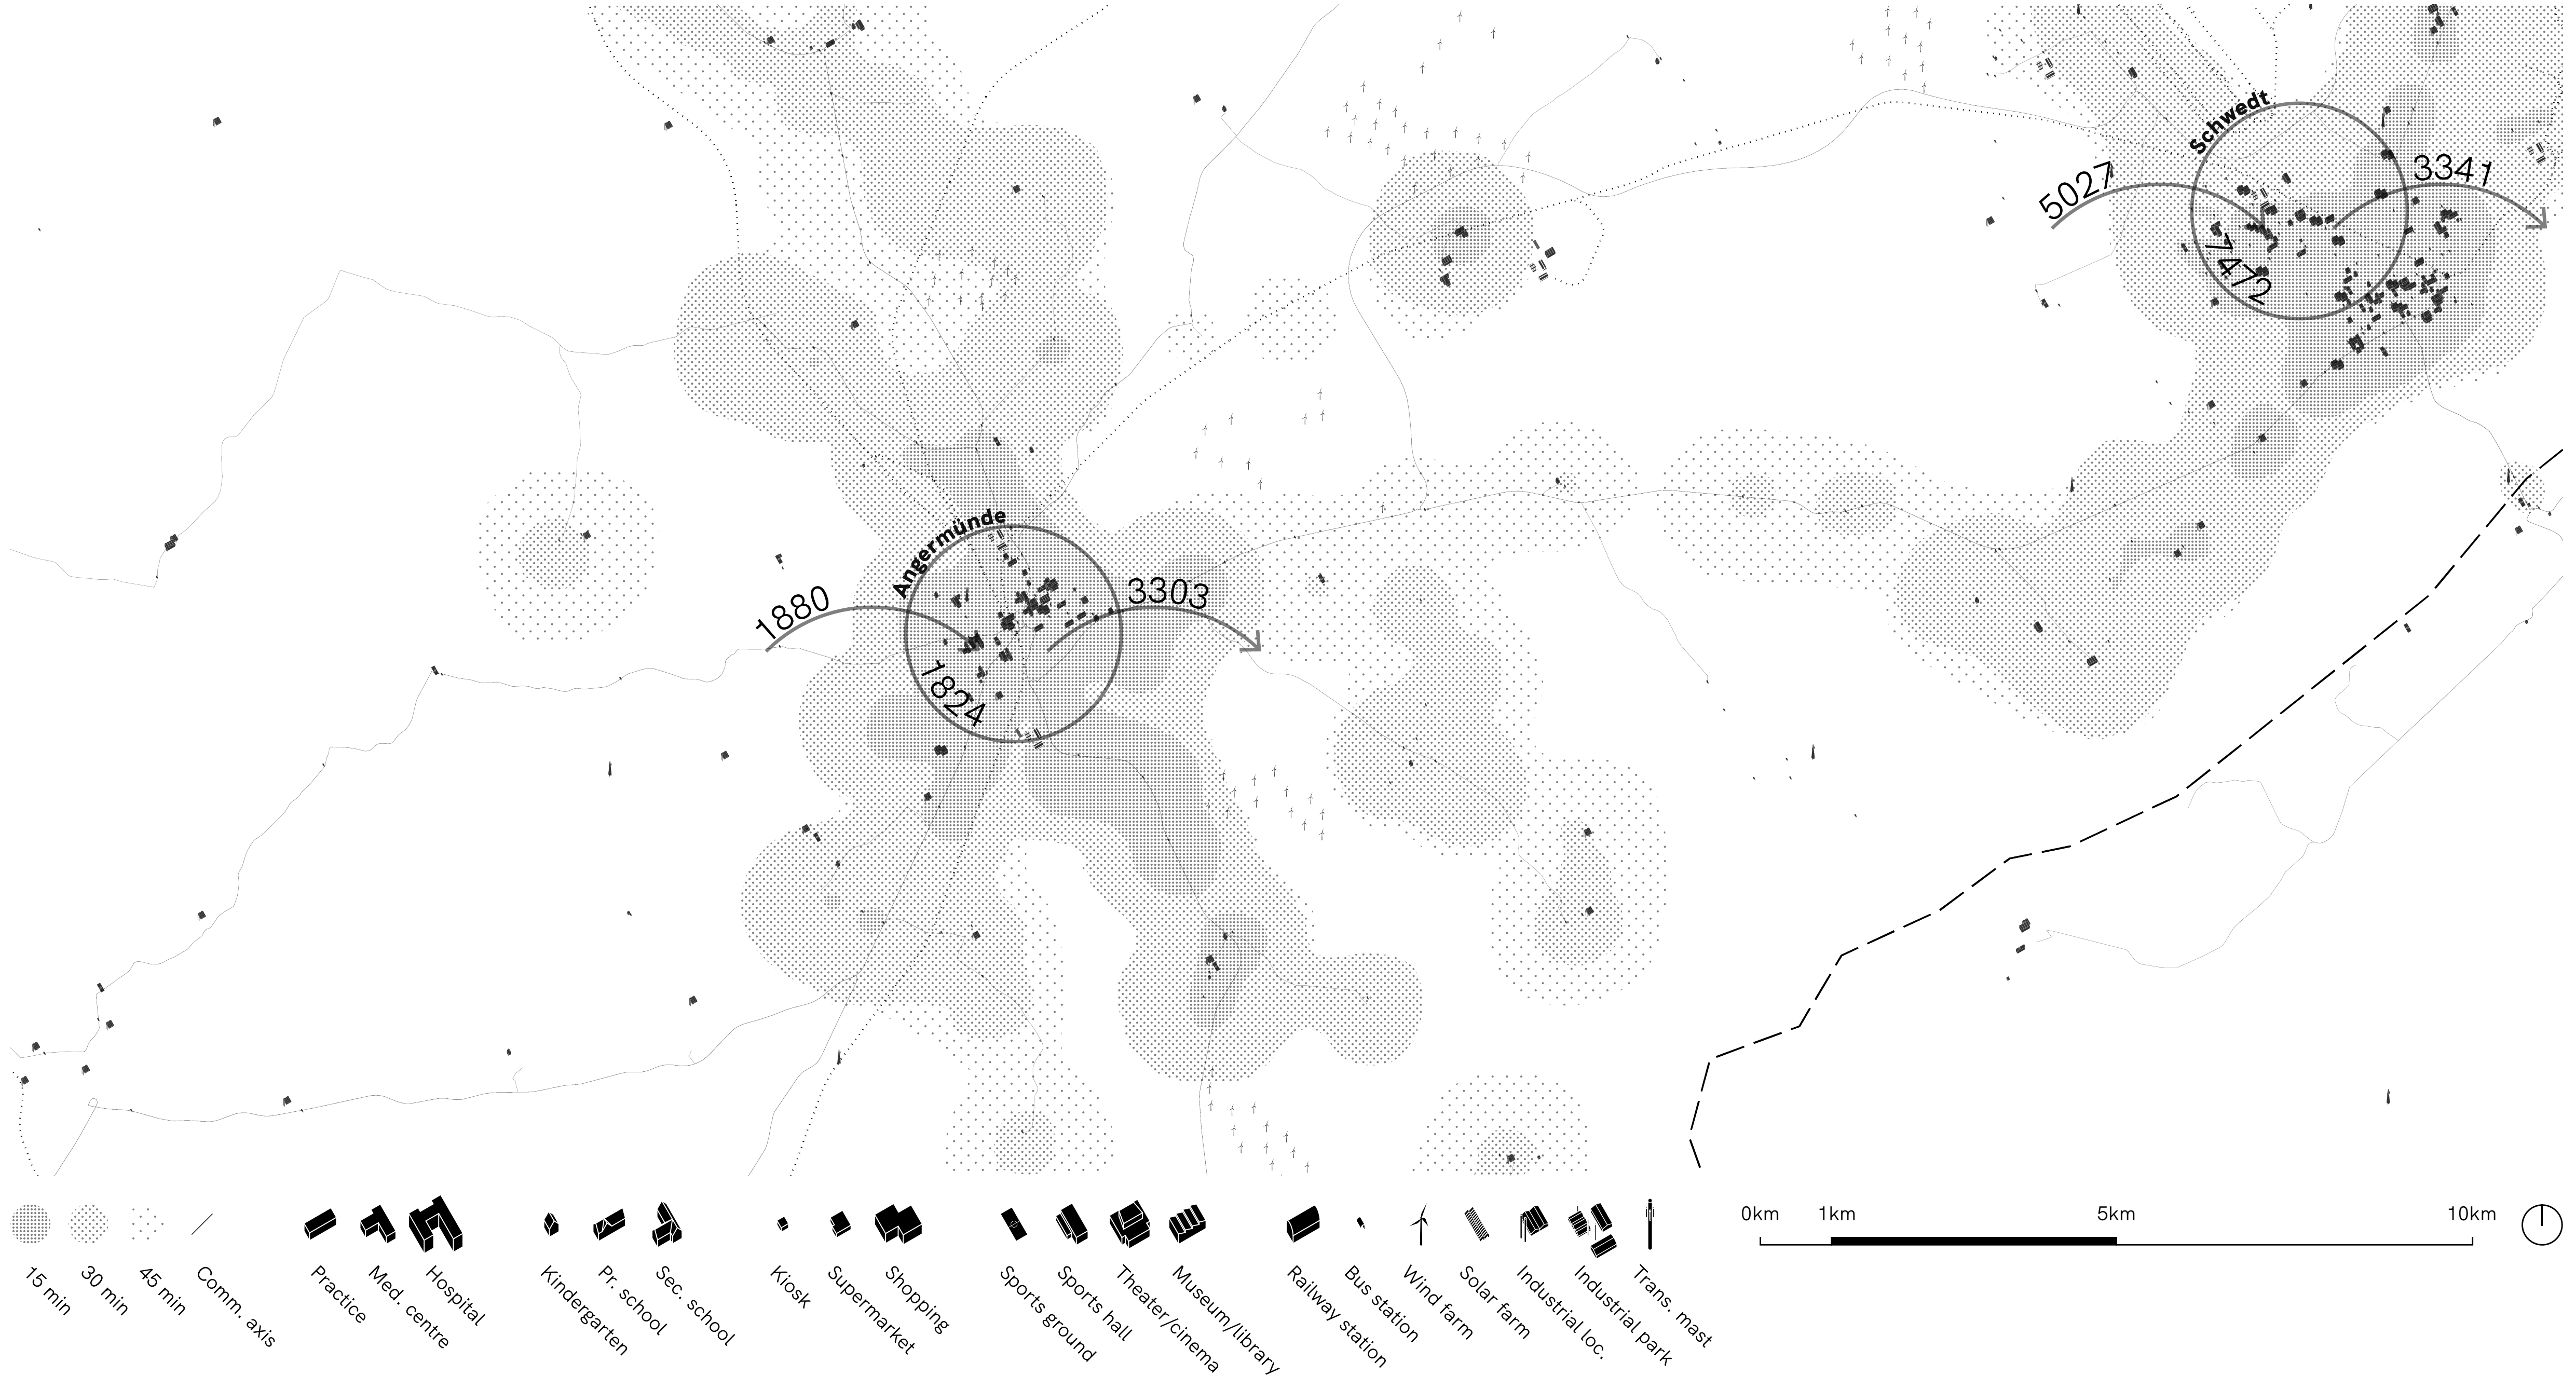 Schwedt
5027
3341
7472
Angermünde
1880
3303
1824
15 min
30 min
45 min
Comm. axis
Practice
Med. centre
Hospital
Kindergarten
Pr. school
Sec. school
Kiosk
Supermarket
Shopping
Sports ground
Sports hall
Theater/cinema
Museum/library
Railway station
Bus station
Wind farm
Solar farm
Industrial loc.
Industrial park
Trans. mast
0km 1km 5km 10km